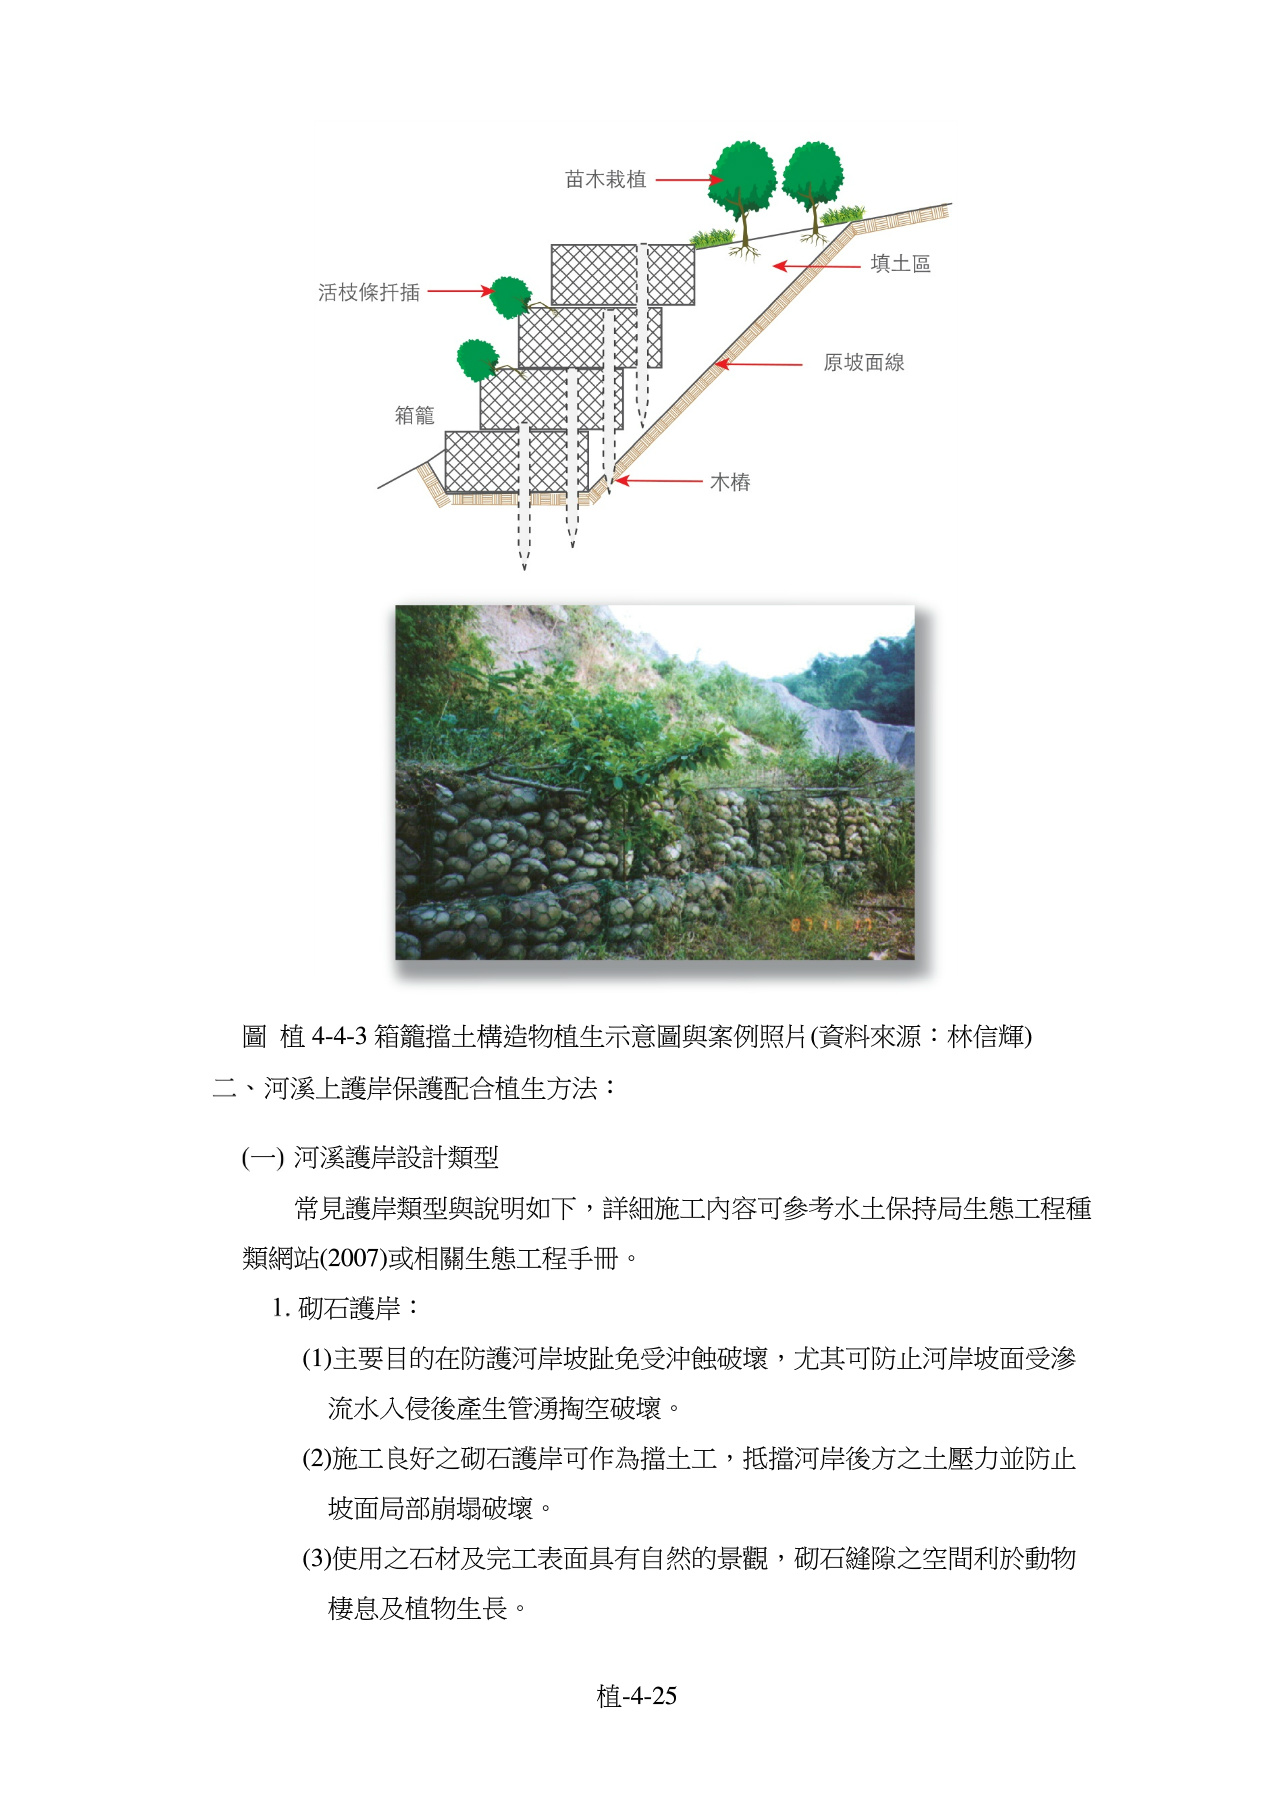 苗木栽植
填土區
活枝條扦插
原坡面線
箱籠
木樁
圖 植 4-4-3 箱籠擋土構造物植生示意圖與案例照片(資料來源：林信輝)
二、河溪上護岸保護配合植生方法：
(一) 河溪護岸設計類型
常見護岸類型與說明如下，詳細施工內容可參考水土保持局生態工程種
類網站(2007)或相關生態工程手冊。
1. 砌石護岸：
(1)主要目的在防護河岸坡趾免受沖蝕破壞，尤其可防止河岸坡面受滲
流水入侵後產生管湧掏空破壞。
(2)施工良好之砌石護岸可作為擋土工，抵擋河岸後方之土壓力並防止
坡面局部崩塌破壞。
(3)使用之石材及完工表面具有自然的景觀，砌石縫隙之空間利於動物
棲息及植物生長。
植-4-25